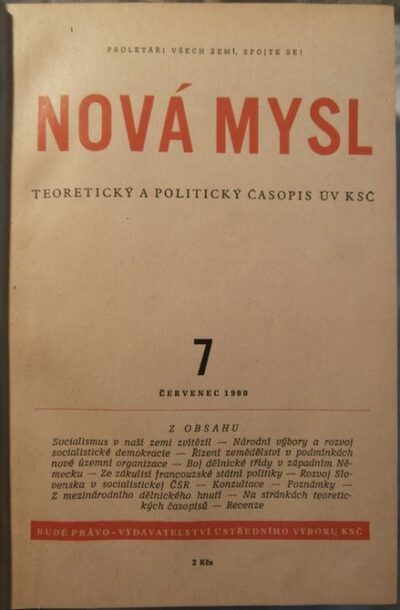 PROLETÁŘI VŠECH ZEMÍ, SPOJTE SE!
NOVÁ MYSL
TEORETICKÝ A POLITICKÝ ČASOPIS ÚV KSČ
7
ČERVENEC 1960
Z OBSAHU
Socialismus v naší zemi zvítězil — Národní výbory a rozvoj
socialistické demokracie — Řízení zemědělství v podmínkách
nové územní organizace — Boj dělnické třídy v západním Ně-
mecku — Ze zákulisí francouzské státní politiky — Rozvoj Slo-
venska v socialistickej ČSR — Konzultace — Poznámky —
Z mezinárodního dělnického hnutí — Na stránkách teoretic-
kých časopisů — Recenze
RUDÉ PRÁVO - VYDAVATELSTVÍ ÚSTŘEDNÍHO VÝBORU KSČ
2 Kčs